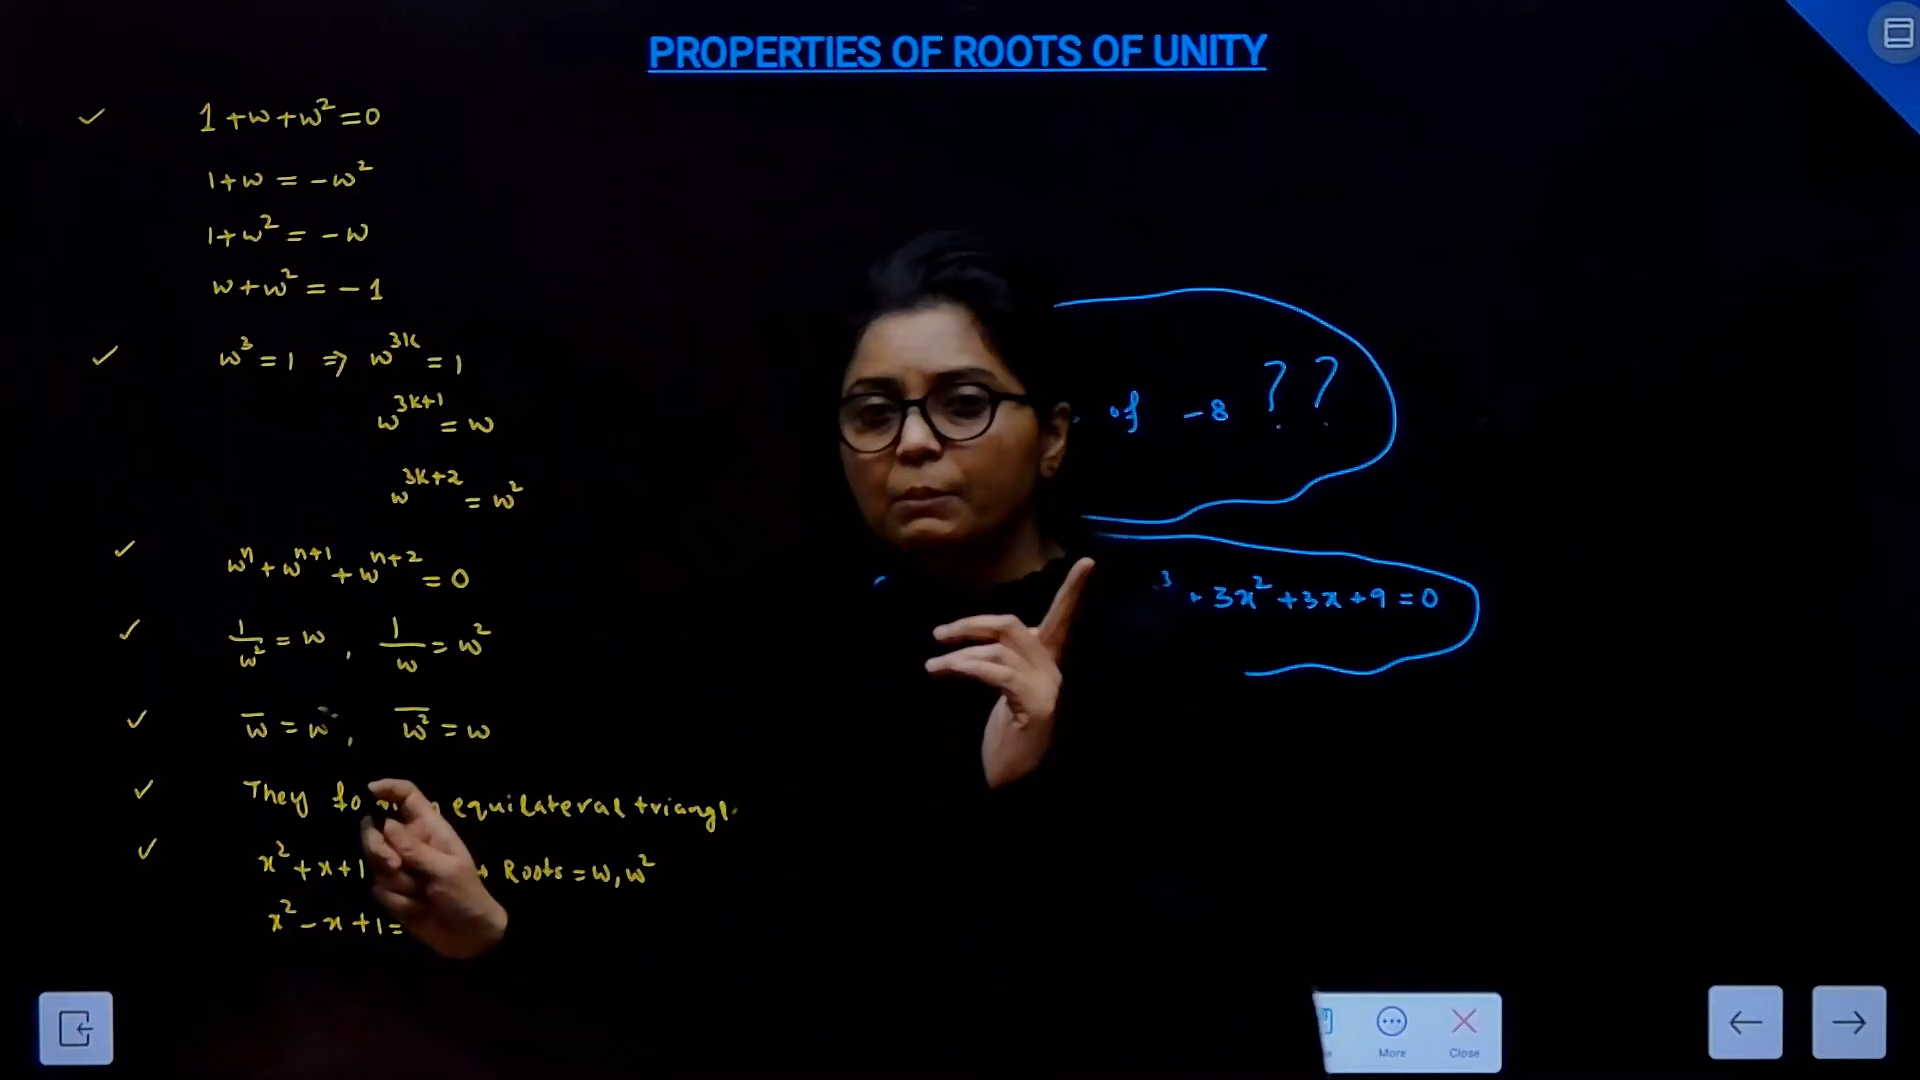 PROPERTIES OF ROOTS OF UNITY
1 + w + w² = 0
1 + w = - w²
1 + w² = - w
w + w² = - 1
w³ = 1 ⇒ w³ᵏ = 1
w³ᵏ⁺¹ = w
w³ᵏ⁺² = w²
wⁿ + wⁿ⁺¹ + wⁿ⁺² = 0
1/w² = w , 1/w = w²
w̅ = w , w̅²̅ = w
They equilateral
x² + x + 1 Roots = w, w²
x² - x + 1 =
of - 8 ??
³ + 3x² + 3x + 9 = 0
More
Close